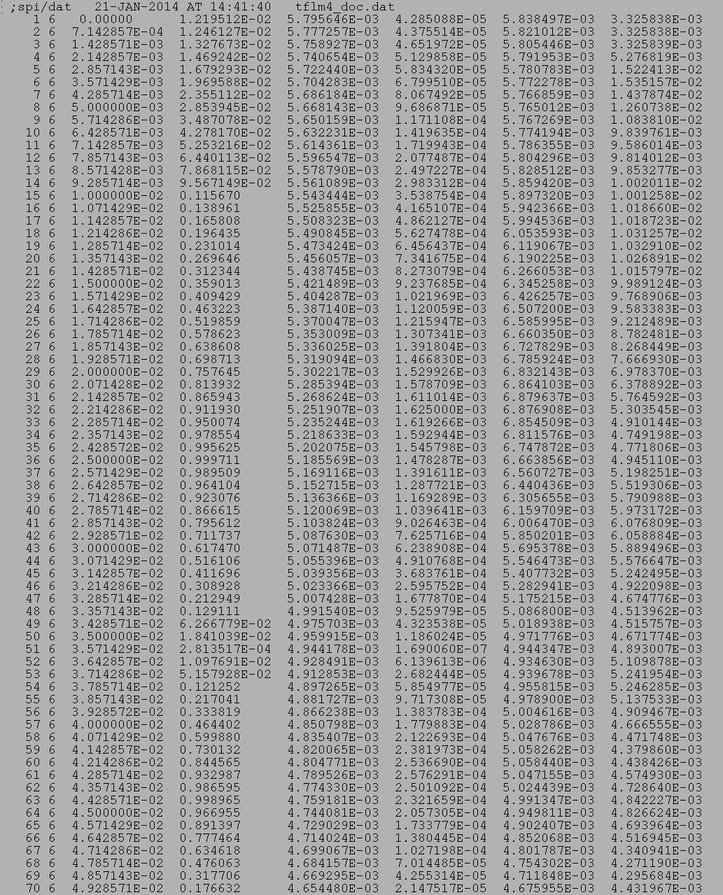 ;spi/dat 21-JAN-2014 AT 14:41:40 tflm4_doc.dat
1 6 0.00000 1.219512E-02 5.795646E-03 4.285088E-05 5.838497E-03 3.325838E-03
2 6 7.142857E-04 1.246127E-02 5.777257E-03 4.375514E-05 5.821012E-03 3.325838E-03
3 6 1.428571E-03 1.327673E-02 5.758927E-03 4.651972E-05 5.805446E-03 3.325839E-03
4 6 2.142857E-03 1.469242E-02 5.740654E-03 5.129858E-05 5.791953E-03 5.276819E-03
5 6 2.857143E-03 1.679293E-02 5.722440E-03 5.834320E-05 5.780783E-03 1.522413E-02
6 6 3.571429E-03 1.969588E-02 5.704283E-03 6.799510E-05 5.772278E-03 1.535157E-02
7 6 4.285714E-03 2.355112E-02 5.686184E-03 8.067492E-05 5.766859E-03 1.437874E-02
8 6 5.000000E-03 2.853945E-02 5.668143E-03 9.686871E-05 5.765012E-03 1.260738E-02
9 6 5.714286E-03 3.487078E-02 5.650159E-03 1.171108E-04 5.767269E-03 1.083810E-02
10 6 6.428571E-03 4.278170E-02 5.632231E-03 1.419635E-04 5.774194E-03 9.839761E-03
11 6 7.142857E-03 5.253216E-02 5.614361E-03 1.719943E-04 5.786355E-03 9.586014E-03
12 6 7.857143E-03 6.440113E-02 5.596547E-03 2.077487E-04 5.804296E-03 9.814012E-03
13 6 8.571428E-03 7.868115E-02 5.578790E-03 2.497227E-04 5.828512E-03 9.853277E-03
14 6 9.285714E-03 9.567149E-02 5.561089E-03 2.983312E-04 5.859420E-03 1.002011E-02
15 6 1.000000E-02 0.115670 5.543444E-03 3.538754E-04 5.897320E-03 1.001258E-02
16 6 1.071429E-02 0.138961 5.525855E-03 4.165107E-04 5.942366E-03 1.018660E-02
17 6 1.142857E-02 0.165808 5.508323E-03 4.862127E-04 5.994536E-03 1.018723E-02
18 6 1.214286E-02 0.196435 5.490845E-03 5.627478E-04 6.053593E-03 1.031257E-02
19 6 1.285714E-02 0.231014 5.473424E-03 6.456437E-04 6.119067E-03 1.032910E-02
20 6 1.357143E-02 0.269646 5.456057E-03 7.341675E-04 6.190225E-03 1.026891E-02
21 6 1.428571E-02 0.312344 5.438745E-03 8.273079E-04 6.266053E-03 1.015797E-02
22 6 1.500000E-02 0.359013 5.421489E-03 9.237685E-04 6.345258E-03 9.989124E-03
23 6 1.571429E-02 0.409429 5.404287E-03 1.021969E-03 6.426257E-03 9.768906E-03
24 6 1.642857E-02 0.463223 5.387140E-03 1.120059E-03 6.507200E-03 9.583383E-03
25 6 1.714286E-02 0.519859 5.370047E-03 1.215947E-03 6.585995E-03 9.212489E-03
26 6 1.785714E-02 0.578623 5.353009E-03 1.307341E-03 6.660350E-03 8.782481E-03
27 6 1.857143E-02 0.638608 5.336025E-03 1.391804E-03 6.727829E-03 8.268449E-03
28 6 1.928571E-02 0.698713 5.319094E-03 1.466830E-03 6.785924E-03 7.666930E-03
29 6 2.000000E-02 0.757645 5.302217E-03 1.529926E-03 6.832143E-03 6.978370E-03
30 6 2.071428E-02 0.813932 5.285394E-03 1.578709E-03 6.864103E-03 6.378892E-03
31 6 2.142857E-02 0.865943 5.268624E-03 1.611014E-03 6.879637E-03 5.764592E-03
32 6 2.214286E-02 0.911930 5.251907E-03 1.625000E-03 6.876908E-03 5.303545E-03
33 6 2.285714E-02 0.950074 5.235244E-03 1.619266E-03 6.854509E-03 4.910144E-03
34 6 2.357143E-02 0.978554 5.218633E-03 1.592944E-03 6.811576E-03 4.749198E-03
35 6 2.428572E-02 0.995625 5.202075E-03 1.545798E-03 6.747872E-03 4.771806E-03
36 6 2.500000E-02 0.999711 5.185569E-03 1.478287E-03 6.663856E-03 4.945110E-03
37 6 2.571429E-02 0.989509 5.169116E-03 1.391611E-03 6.560727E-03 5.198251E-03
38 6 2.642857E-02 0.964104 5.152715E-03 1.287721E-03 6.440436E-03 5.519306E-03
39 6 2.714286E-02 0.923076 5.136366E-03 1.169289E-03 6.305655E-03 5.790988E-03
40 6 2.785714E-02 0.866615 5.120069E-03 1.039641E-03 6.159709E-03 5.973172E-03
41 6 2.857143E-02 0.795612 5.103824E-03 9.026463E-04 6.006470E-03 6.076809E-03
42 6 2.928571E-02 0.711737 5.087630E-03 7.625716E-04 5.850201E-03 6.058884E-03
43 6 3.000000E-02 0.617470 5.071487E-03 6.238908E-04 5.695378E-03 5.889496E-03
44 6 3.071429E-02 0.516106 5.055396E-03 4.910768E-04 5.546473E-03 5.576647E-03
45 6 3.142857E-02 0.411696 5.039356E-03 3.683761E-04 5.407732E-03 5.242495E-03
46 6 3.214286E-02 0.308928 5.023366E-03 2.595752E-04 5.282941E-03 4.922098E-03
47 6 3.285714E-02 0.212949 5.007428E-03 1.677870E-04 5.175215E-03 4.674776E-03
48 6 3.357143E-02 0.129111 4.991540E-03 9.525979E-05 5.086800E-03 4.513962E-03
49 6 3.428571E-02 6.266779E-02 4.975703E-03 4.323538E-05 5.018938E-03 4.515757E-03
50 6 3.500000E-02 1.841039E-02 4.959915E-03 1.186024E-05 4.971776E-03 4.671774E-03
51 6 3.571429E-02 2.813517E-04 4.944178E-03 1.690060E-07 4.944347E-03 4.893007E-03
52 6 3.642857E-02 1.097691E-02 4.928491E-03 6.139613E-06 4.934630E-03 5.109878E-03
53 6 3.714286E-02 5.157928E-02 4.912853E-03 2.682444E-05 4.939678E-03 5.241954E-03
54 6 3.785714E-02 0.121252 4.897265E-03 5.854977E-05 4.955815E-03 5.246285E-03
55 6 3.857143E-02 0.217041 4.881727E-03 9.717308E-05 4.978900E-03 5.137533E-03
56 6 3.928572E-02 0.333819 4.866238E-03 1.383783E-04 5.004616E-03 4.909467E-03
57 6 4.000000E-02 0.464402 4.850798E-03 1.779883E-04 5.028786E-03 4.666555E-03
58 6 4.071429E-02 0.599880 4.835407E-03 2.122693E-04 5.047676E-03 4.471748E-03
59 6 4.142857E-02 0.730132 4.820065E-03 2.381973E-04 5.058262E-03 4.379860E-03
60 6 4.214286E-02 0.844565 4.804771E-03 2.536690E-04 5.058440E-03 4.438426E-03
61 6 4.285714E-02 0.932987 4.789526E-03 2.576291E-04 5.047155E-03 4.574930E-03
62 6 4.357143E-02 0.986595 4.774330E-03 2.501092E-04 5.024439E-03 4.728640E-03
63 6 4.428571E-02 0.998965 4.759181E-03 2.321659E-04 4.991347E-03 4.842227E-03
64 6 4.500000E-02 0.966955 4.744081E-03 2.057305E-04 4.949811E-03 4.826624E-03
65 6 4.571429E-02 0.891397 4.729029E-03 1.733779E-04 4.902407E-03 4.693964E-03
66 6 4.642857E-02 0.777464 4.714024E-03 1.380445E-04 4.852068E-03 4.516945E-03
67 6 4.714286E-02 0.634618 4.699067E-03 1.027198E-04 4.801787E-03 4.340941E-03
68 6 4.785714E-02 0.476063 4.684157E-03 7.014485E-05 4.754302E-03 4.271190E-03
69 6 4.857143E-02 0.317706 4.669295E-03 4.255314E-05 4.711848E-03 4.295684E-03
70 6 4.928571E-02 0.176632 4.654480E-03 2.147517E-05 4.675955E-03 4.431967E-03